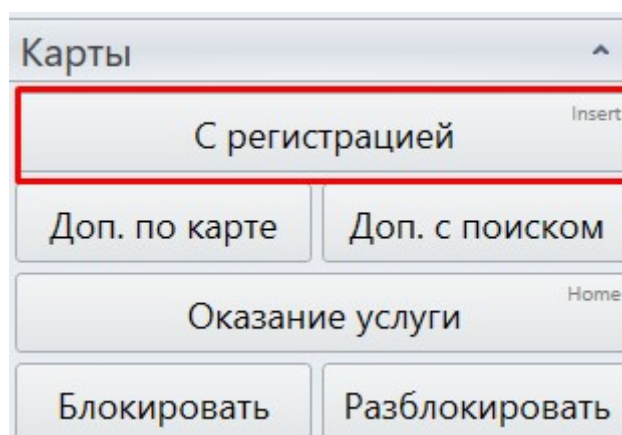 Карты
С регистрацией Insert
Доп. по карте Доп. с поиском
Оказание услуги Home
Блокировать Разблокировать